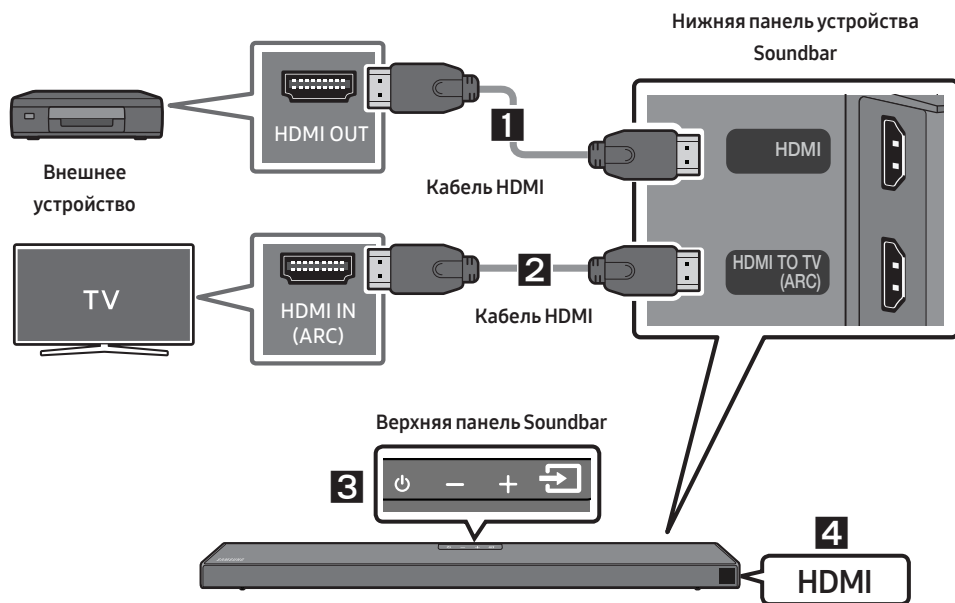 Нижняя панель устройства
Soundbar
HDMI OUT
1
HDMI
Внешнее
устройство
Кабель HDMI
TV
HDMI IN
(ARC)
2
Кабель HDMI
HDMI TO TV
(ARC)
Верхняя панель Soundbar
3
− +
4
HDMI
SAMSUNG